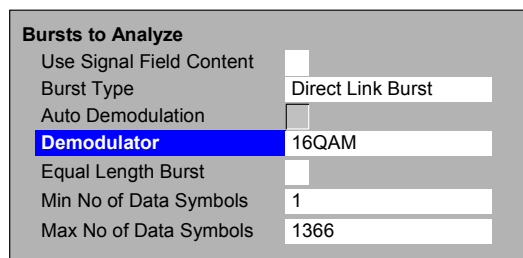 Bursts to Analyze
Use Signal Field Content
Burst Type Direct Link Burst
Auto Demodulation
Demodulator 16QAM
Equal Length Burst
Min No of Data Symbols 1
Max No of Data Symbols 1366